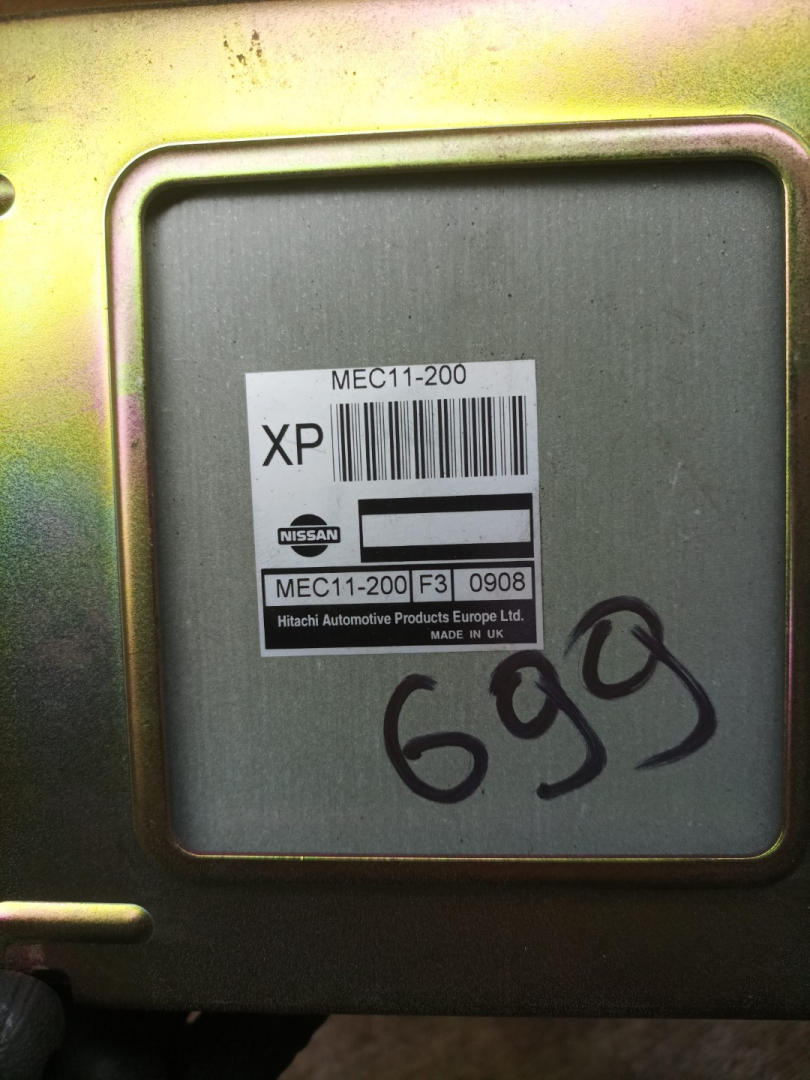 MEC11-200
XP
NISSAN
MEC11-200 F3 0908
Hitachi Automotive Products Europe Ltd.
MADE IN UK
699